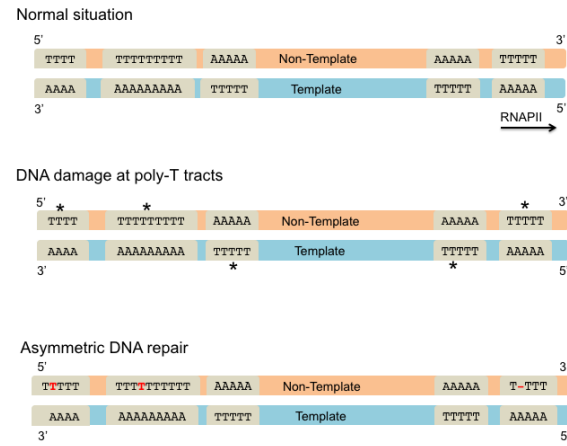 Normal situation
5' 3'
TTTT TTTTTTTTT AAAAA Non-Template AAAAA TTTTT
AAAA AAAAAAAAA TTTTT Template TTTTT AAAAA
3' 5'
RNAPII
DNA damage at poly-T tracts
5' * * * 3'
TTTT TTTTTTTTT AAAAA Non-Template AAAAA TTTTT
AAAA AAAAAAAAA TTTTT Template TTTTT AAAAA
3' * * 5'
Asymmetric DNA repair
5' 3'
TTTTT TTTTTTTTTT AAAAA Non-Template AAAAA T-TTT
AAAA AAAAAAAAA TTTTT Template TTTTT AAAAA
3' 5'